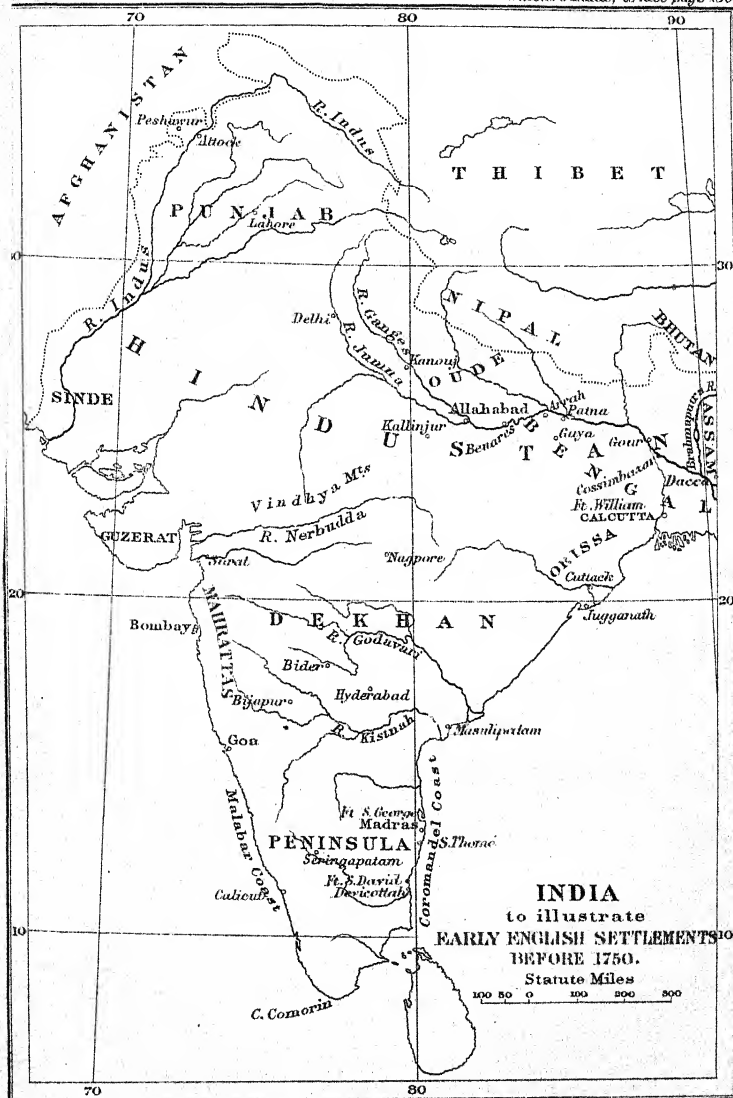 70 80 90
AFGHANISTAN
Peshawur
Attock
R. Indus
THIBET
PUNJAB
Lahore
30 30
R. Indus
Delhi
R. Ganges
R. Jumna
NIPAL
BHUTAN
HINDUSTAN
Kanouj
OUDE
SINDE
Allahabad
Arrah
Patna
R. Brahmaputra
ASSAM
Kallinjur
Benares
Guya
Gour
BENGAL
Cossimbazar
Dacca
Vindhya Mts
Ft. William
CALCUTTA
GUZERAT
R. Nerbudda
Surat
Nagpore
ORISSA
Cuttack
20 20
Jugganath
MAHRATTAS
DEKHAN
Bombay
R. Godavari
Bider
Hyderabad
Bijapur
R. Kistnah
Masulipatam
Goa
Malabar Coast
Coromandel Coast
Ft S. George
Madras
PENINSULA
S. Thomé
Seringapatam
Ft. S. David
Devicottah
Calicut
10 10
C. Comorin
INDIA
to illustrate
EARLY ENGLISH SETTLEMENTS
BEFORE 1750.
Statute Miles
100 50 0 100 200 300
70 80